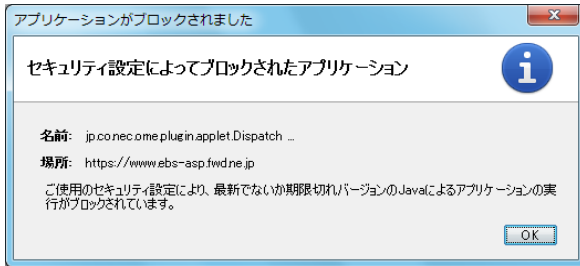 アプリケーションがブロックされました
セキュリティ設定によってブロックされたアプリケーション
名前: jp.co.nec.ome.plugin.applet.Dispatch ...
場所: https://www.ebs-asp.fwd.ne.jp
ご使用のセキュリティ設定により、最新でないか期限切れバージョンのJavaによるアプリケーションの実
行がブロックされています。
OK